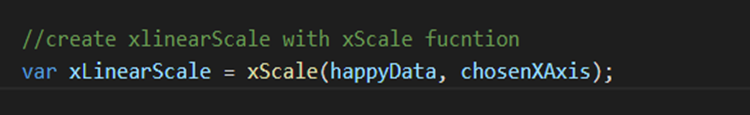 //create xlinearScale with xScale fucntion
var xLinearScale = xScale(happyData, chosenXAxis);